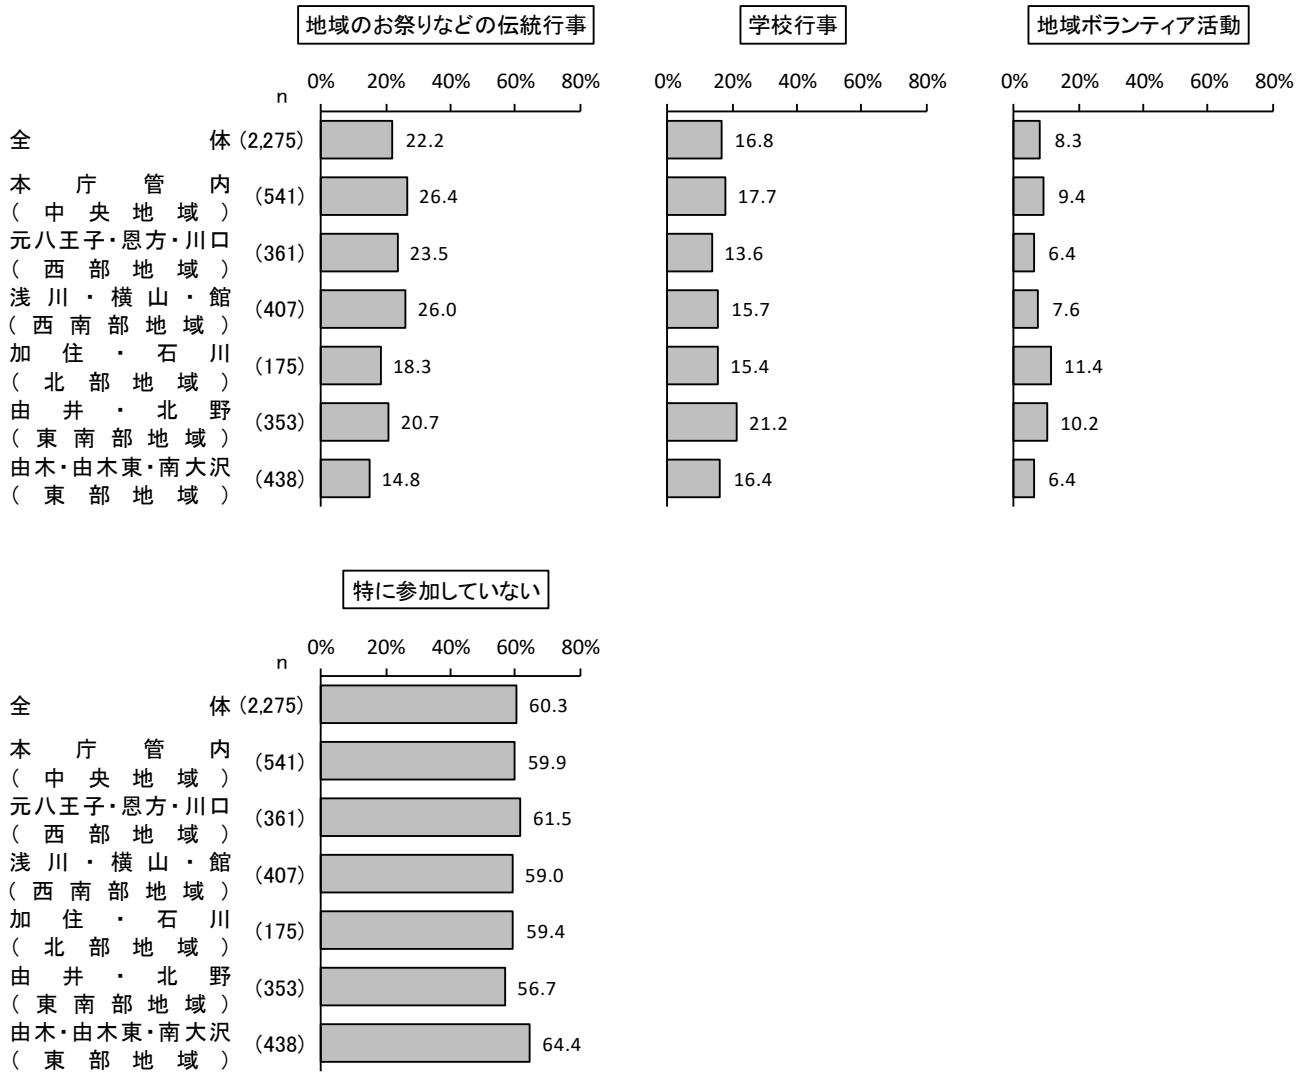 地域のお祭りなどの伝統行事 学校行事 地域ボランティア活動
0% 20% 40% 60% 80% 0% 20% 40% 60% 80% 0% 20% 40% 60% 80%
n
全体 (2,275) 22.2 16.8 8.3
本庁管内
(中央地域) (541) 26.4 17.7 9.4
元八王子・恩方・川口
(西部地域) (361) 23.5 13.6 6.4
浅川・横山・館
(西南部地域) (407) 26.0 15.7 7.6
加住・石川
(北部地域) (175) 18.3 15.4 11.4
由井・北野
(東南部地域) (353) 20.7 21.2 10.2
由木・由木東・南大沢
(東部地域) (438) 14.8 16.4 6.4
特に参加していない
0% 20% 40% 60% 80%
n
全体 (2,275) 60.3
本庁管内
(中央地域) (541) 59.9
元八王子・恩方・川口
(西部地域) (361) 61.5
浅川・横山・館
(西南部地域) (407) 59.0
加住・石川
(北部地域) (175) 59.4
由井・北野
(東南部地域) (353) 56.7
由木・由木東・南大沢
(東部地域) (438) 64.4